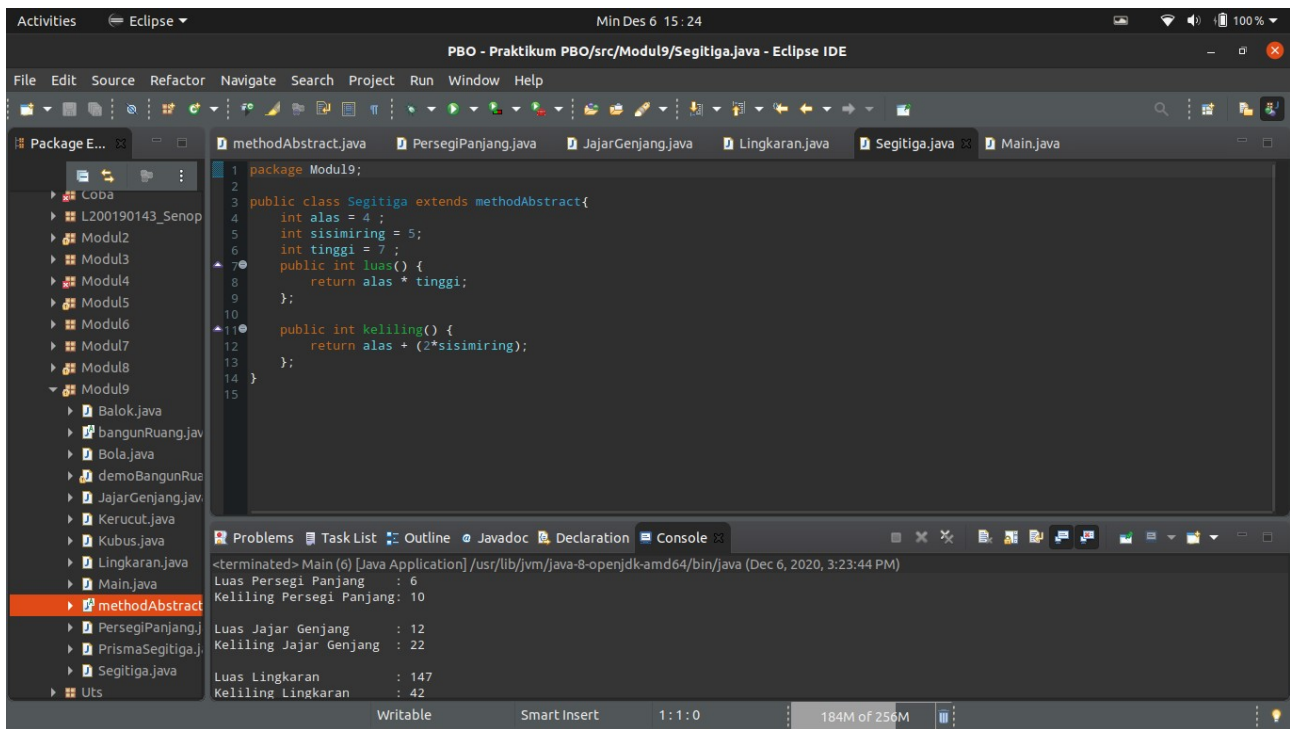 Activities Eclipse Min Des 6 15:24 100 %
PBO - Praktikum PBO/src/Modul9/Segitiga.java - Eclipse IDE
File Edit Source Refactor Navigate Search Project Run Window Help
Package E... methodAbstract.java PersegiPanjang.java JajarGenjang.java Lingkaran.java Segitiga.java Main.java
Coba
L200190143_Senop
Modul2
Modul3
Modul4
Modul5
Modul6
Modul7
Modul8
Modul9
Balok.java
bangunRuang.jav
Bola.java
demoBangunRua
JajarGenjang.jav
Kerucut.java
Kubus.java
Lingkaran.java
Main.java
methodAbstract
PersegiPanjang.j
PrismaSegitiga.j
Segitiga.java
Uts
1 package Modul9;
2
3 public class Segitiga extends methodAbstract{
4 int alas = 4 ;
5 int sisimiring = 5;
6 int tinggi = 7 ;
7 public int luas() {
8 return alas * tinggi;
9 };
10
11 public int keliling() {
12 return alas + (2*sisimiring);
13 };
14 }
15
Problems Task List Outline Javadoc Declaration Console
<terminated> Main (6) [Java Application] /usr/lib/jvm/java-8-openjdk-amd64/bin/java (Dec 6, 2020, 3:23:44 PM)
Luas Persegi Panjang : 6
Keliling Persegi Panjang: 10
Luas Jajar Genjang : 12
Keliling Jajar Genjang : 22
Luas Lingkaran : 147
Keliling Lingkaran : 42
Writable Smart Insert 1:1:0 184M of 256M